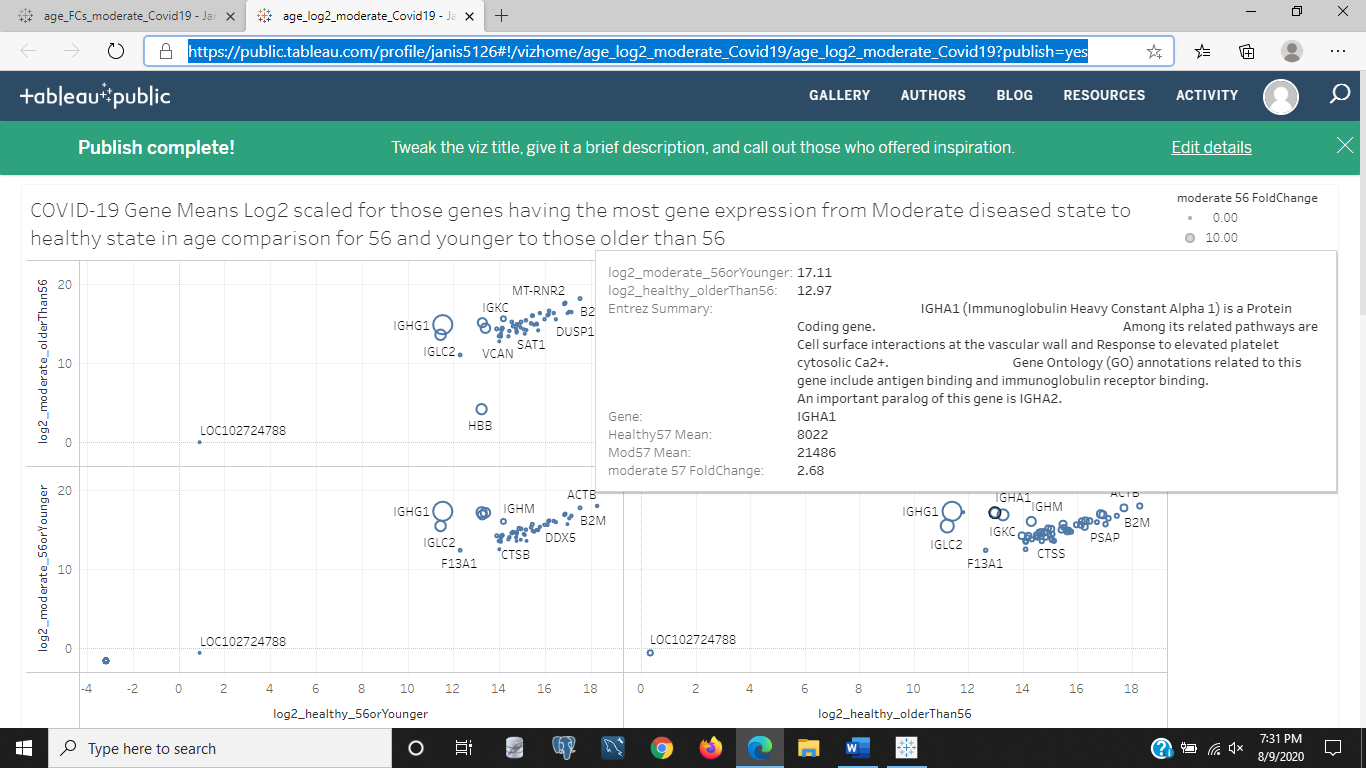 age_FCs_moderate_Covid19 - Jan
age_log2_moderate_Covid19 - Ja
https://public.tableau.com/profile/janis5126#!/vizhome/age_log2_moderate_Covid19/age_log2_moderate_Covid19?publish=yes
tableau public
GALLERY AUTHORS BLOG RESOURCES ACTIVITY
Publish complete! Tweak the viz title, give it a brief description, and call out those who offered inspiration. Edit details
COVID-19 Gene Means Log2 scaled for those genes having the most gene expression from Moderate diseased state to
healthy state in age comparison for 56 and younger to those older than 56
moderate 56 FoldChange
0.00
10.00
log2_moderate_56orYounger: 17.11
log2_healthy_olderThan56: 12.97
Entrez Summary: IGHA1 (Immunoglobulin Heavy Constant Alpha 1) is a Protein
Coding gene. Among its related pathways are
Cell surface interactions at the vascular wall and Response to elevated platelet
cytosolic Ca2+. Gene Ontology (GO) annotations related to this
gene include antigen binding and immunoglobulin receptor binding.
An important paralog of this gene is IGHA2.
Gene: IGHA1
Healthy57 Mean: 8022
Mod57 Mean: 21486
moderate 57 FoldChange: 2.68
log2_moderate_olderThan56
20
10
0
MT-RNR2
IGKC
B2
IGHG1
DUSP1
SAT1
IGLC2
VCAN
HBB
LOC102724788
log2_moderate_56orYounger
20
10
0
ACTB
IGHG1
IGHM
B2M
DDX5
IGLC2
CTSB
F13A1
LOC102724788
ACTB
IGHA1
IGHG1
IGHM
B2M
IGKC
PSAP
IGLC2
CTSS
F13A1
LOC102724788
-4 -2 0 2 4 6 8 10 12 14 16 18
0 2 4 6 8 10 12 14 16 18
log2_healthy_56orYounger
log2_healthy_olderThan56
Type here to search
7:31 PM
8/9/2020